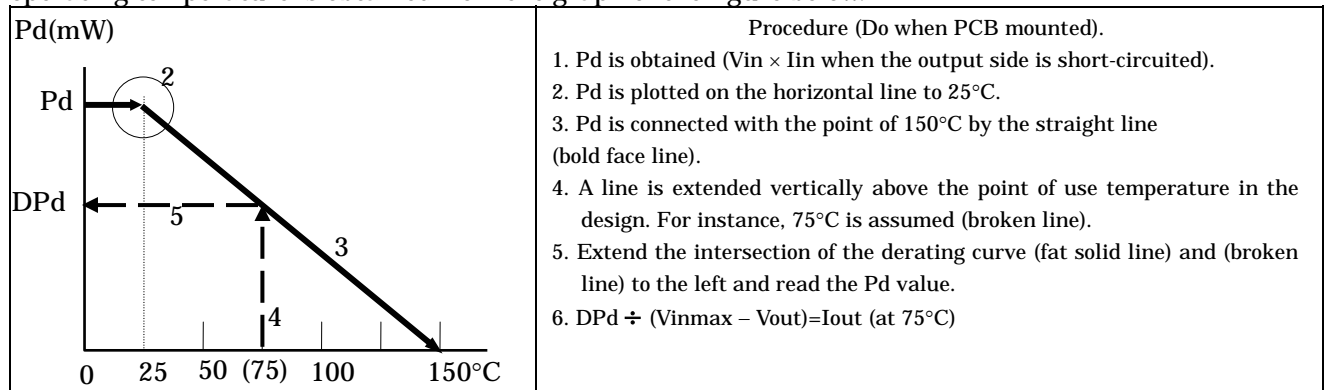 Pd(mW)
2
Pd
DPd
5
3
4
0 25 50 (75) 100 150°C
Procedure (Do when PCB mounted).
1. Pd is obtained (Vin × Iin when the output side is short-circuited).
2. Pd is plotted on the horizontal line to 25°C.
3. Pd is connected with the point of 150°C by the straight line
(bold face line).
4. A line is extended vertically above the point of use temperature in the
design. For instance, 75°C is assumed (broken line).
5. Extend the intersection of the derating curve (fat solid line) and (broken
line) to the left and read the Pd value.
6. DPd ÷ (Vinmax – Vout)=Iout (at 75°C)